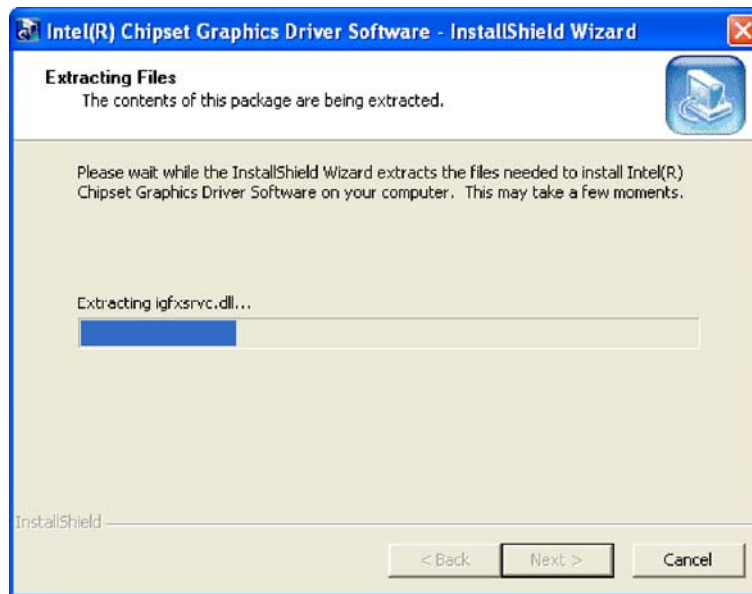 Intel(R) Chipset Graphics Driver Software - InstallShield Wizard
Extracting Files
The contents of this package are being extracted.
Please wait while the InstallShield Wizard extracts the files needed to install Intel(R)
Chipset Graphics Driver Software on your computer.  This may take a few moments.
Extracting igfxsrvc.dll...
InstallShield
< Back
Next >
Cancel